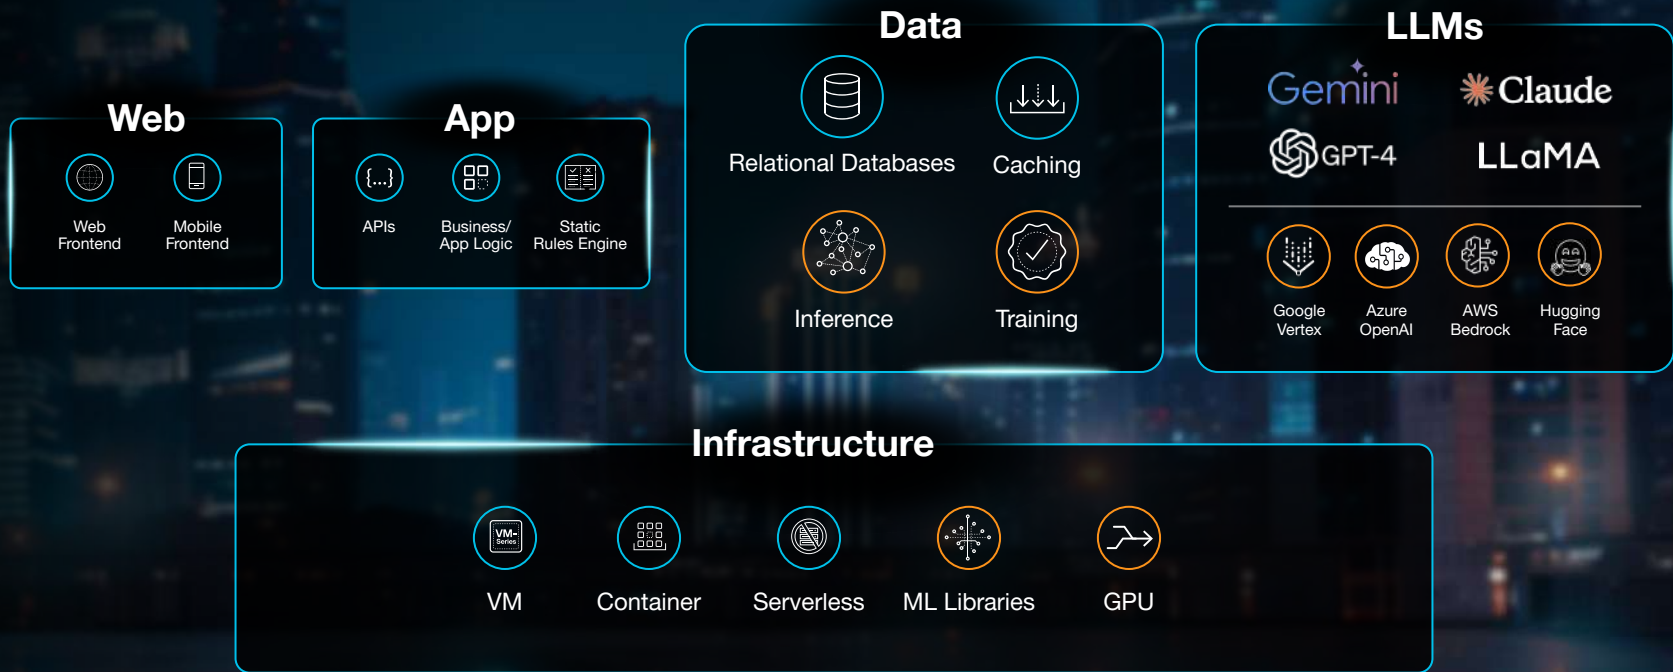 Web
Web
Frontend
Mobile
Frontend
App
{...}
APIs
Business/
App Logic
Static
Rules Engine
Data
Relational Databases
Caching
Inference
Training
LLMs
Gemini
Claude
GPT-4
LLaMA
Google
Vertex
Azure
OpenAI
AWS
Bedrock
Hugging
Face
Infrastructure
VM-
Series
VM
Container
Serverless
ML Libraries
GPU